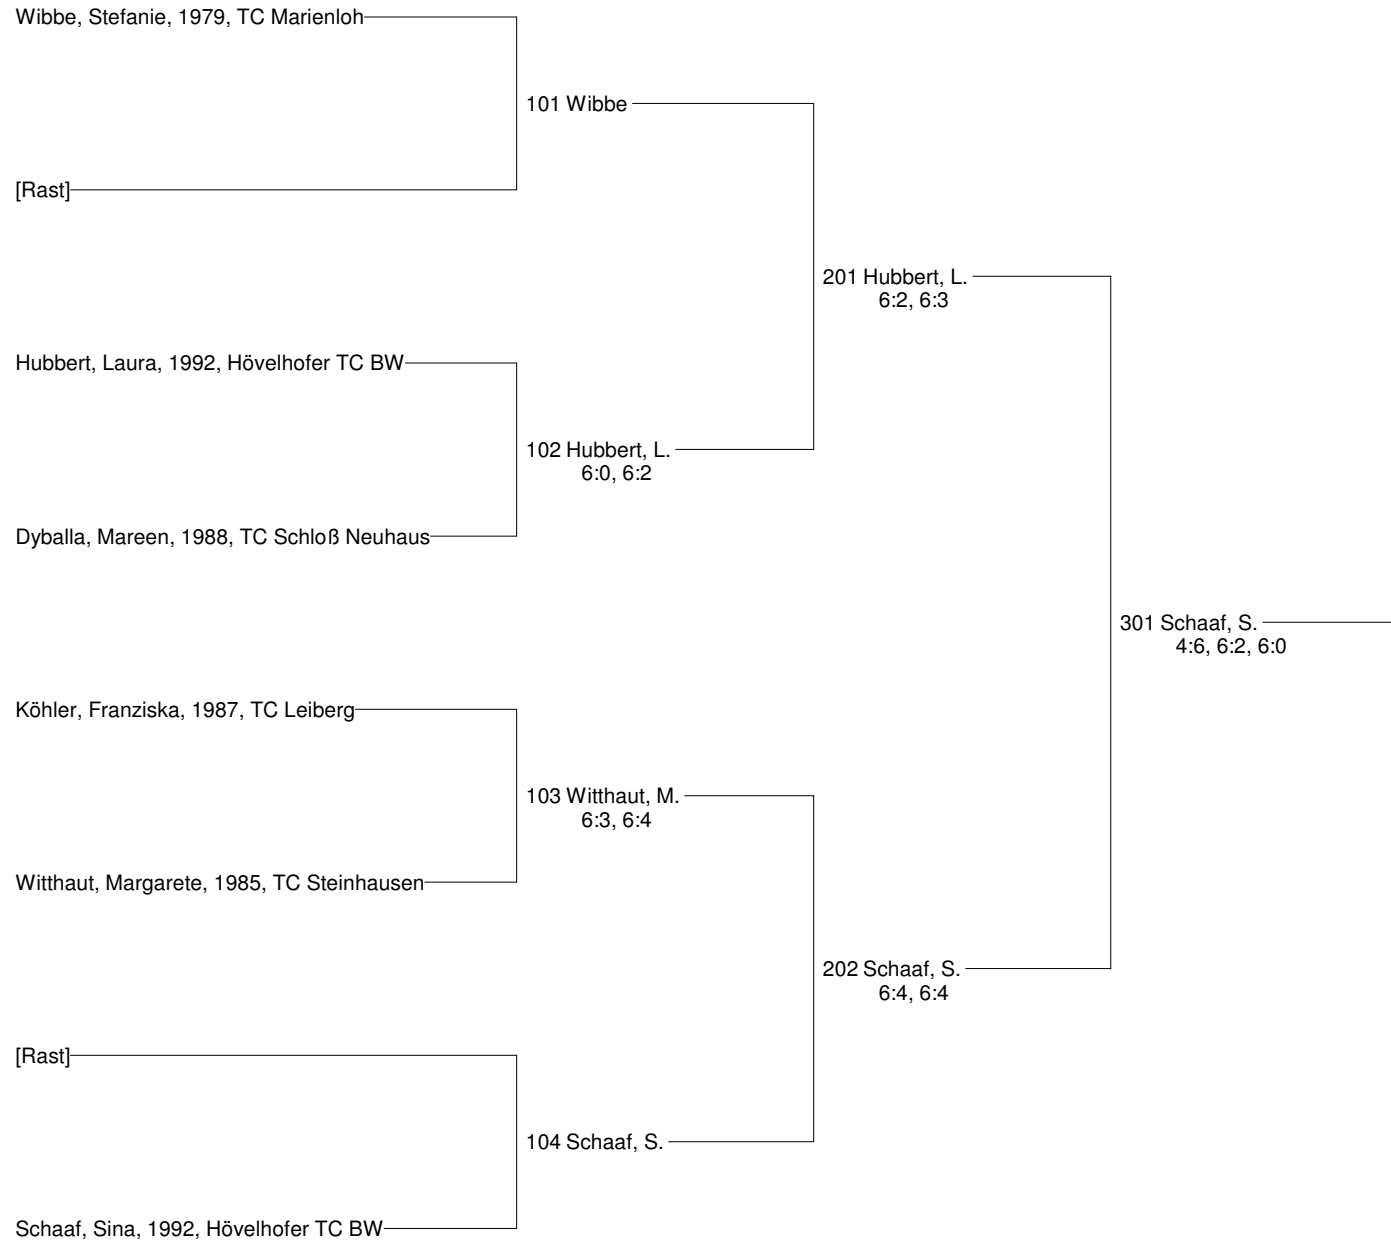 Wibbe, Stefanie, 1979, TC Marienloh
101 Wibbe
[Rast]
201 Hubbert, L.
6:2, 6:3
Hubbert, Laura, 1992, Hövelhofer TC BW
102 Hubbert, L.
6:0, 6:2
Dyballa, Mareen, 1988, TC Schloß Neuhaus
301 Schaaf, S.
4:6, 6:2, 6:0
Köhler, Franziska, 1987, TC Leiberg
103 Witthaut, M.
6:3, 6:4
Witthaut, Margarete, 1985, TC Steinhausen
202 Schaaf, S.
6:4, 6:4
[Rast]
104 Schaaf, S.
Schaaf, Sina, 1992, Hövelhofer TC BW